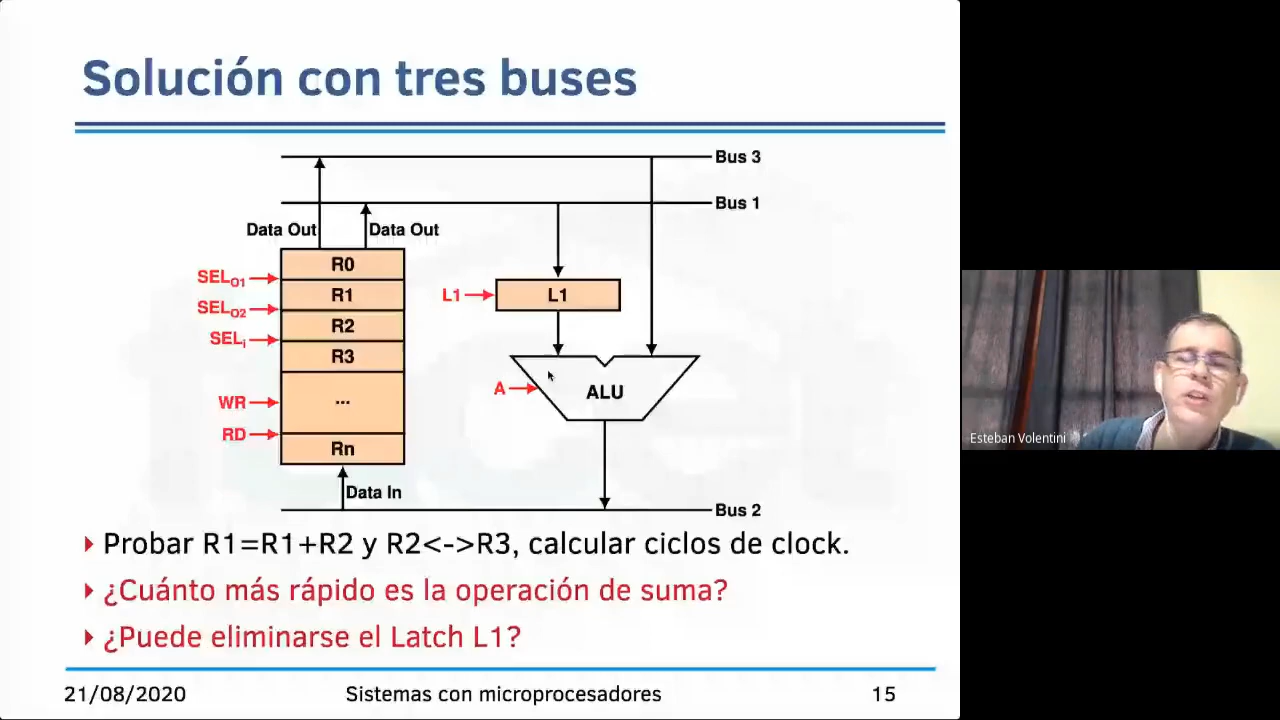 Solución con tres buses
Bus 3
Bus 1
Data Out
Data Out
R0
SELO1
R1
L1
L1
SELO2
R2
SELi
R3
A
ALU
WR
...
RD
Rn
Data In
Bus 2
Probar R1=R1+R2 y R2<->R3, calcular ciclos de clock.
¿Cuánto más rápido es la operación de suma?
¿Puede eliminarse el Latch L1?
21/08/2020
Sistemas con microprocesadores
15
Esteban Volentini